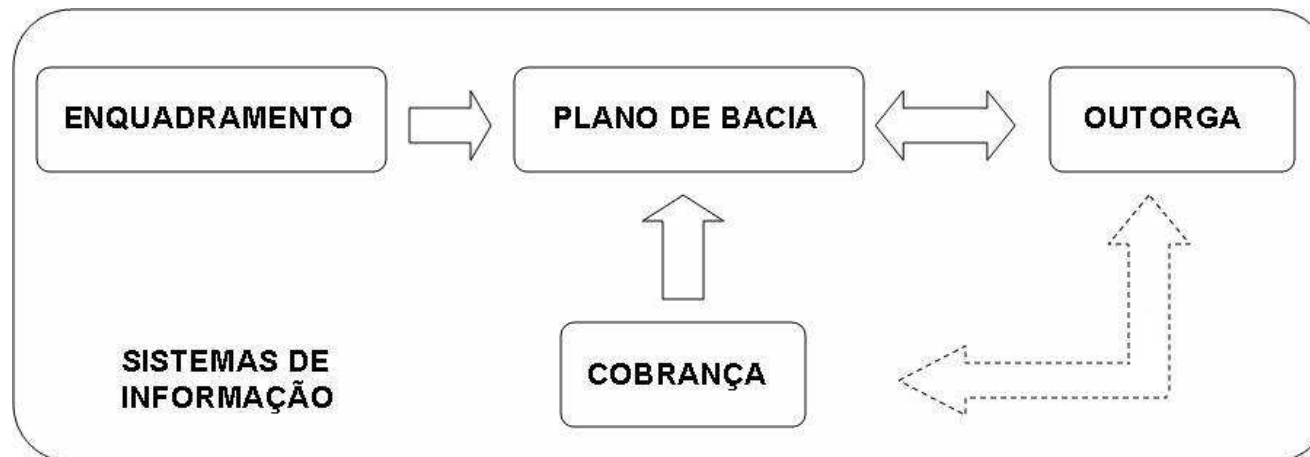 ENQUADRAMENTO
PLANO DE BACIA
OUTORGA
COBRANÇA
SISTEMAS DE
INFORMAÇÃO